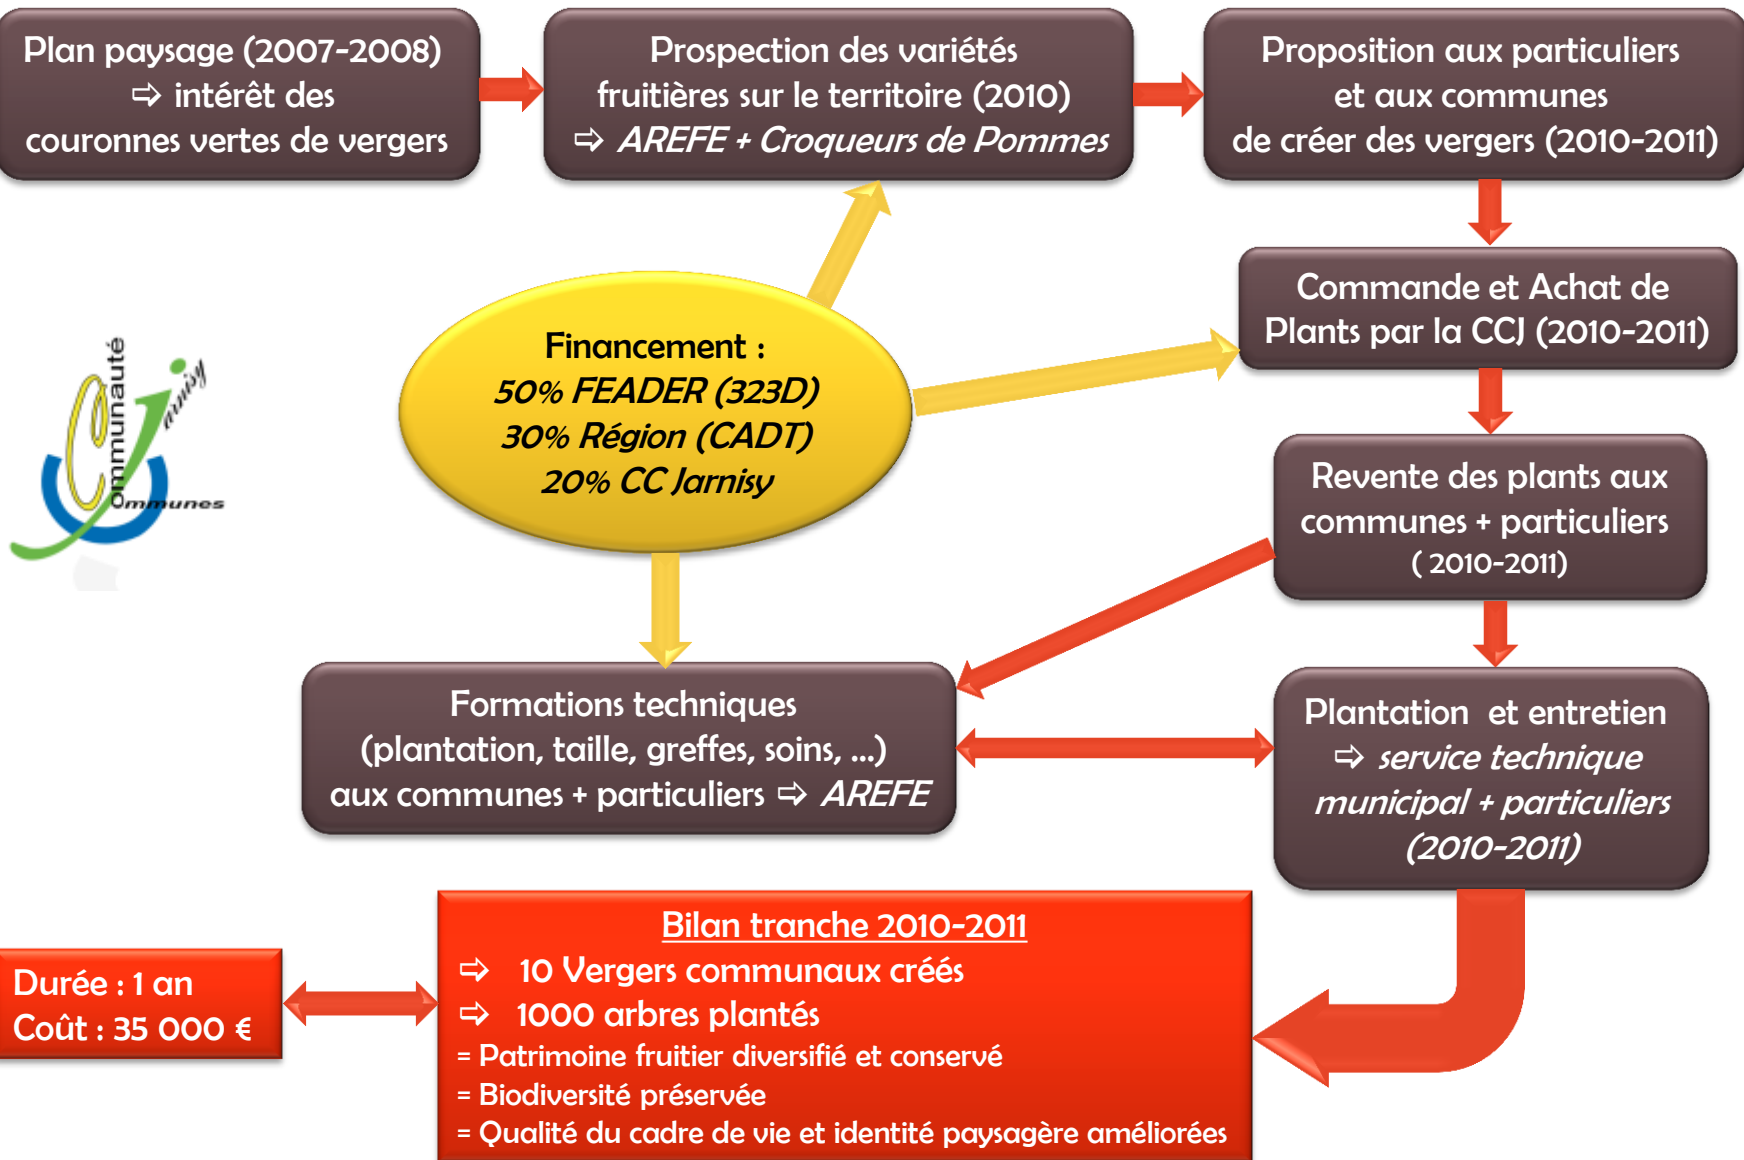 Plan paysage (2007-2008)
⇨ intérêt des
couronnes vertes de vergers
Prospection des variétés
fruitières sur le territoire (2010)
⇨ AREFE + Croqueurs de Pommes
Proposition aux particuliers
et aux communes
de créer des vergers (2010-2011)
Commande et Achat de
Plants par la CCJ (2010-2011)
Financement :
50% FEADER (323D)
30% Région (CADT)
20% CC Jarnisy
Communauté
Communes
Jarnisy
Revente des plants aux
communes + particuliers
( 2010-2011)
Formations techniques
(plantation, taille, greffes, soins, ...)
aux communes + particuliers ⇨ AREFE
Plantation et entretien
⇨ service technique
municipal + particuliers
(2010-2011)
Bilan tranche 2010-2011
⇨ 10 Vergers communaux créés
⇨ 1000 arbres plantés
= Patrimoine fruitier diversifié et conservé
= Biodiversité préservée
= Qualité du cadre de vie et identité paysagère améliorées
Durée : 1 an
Coût : 35 000 €